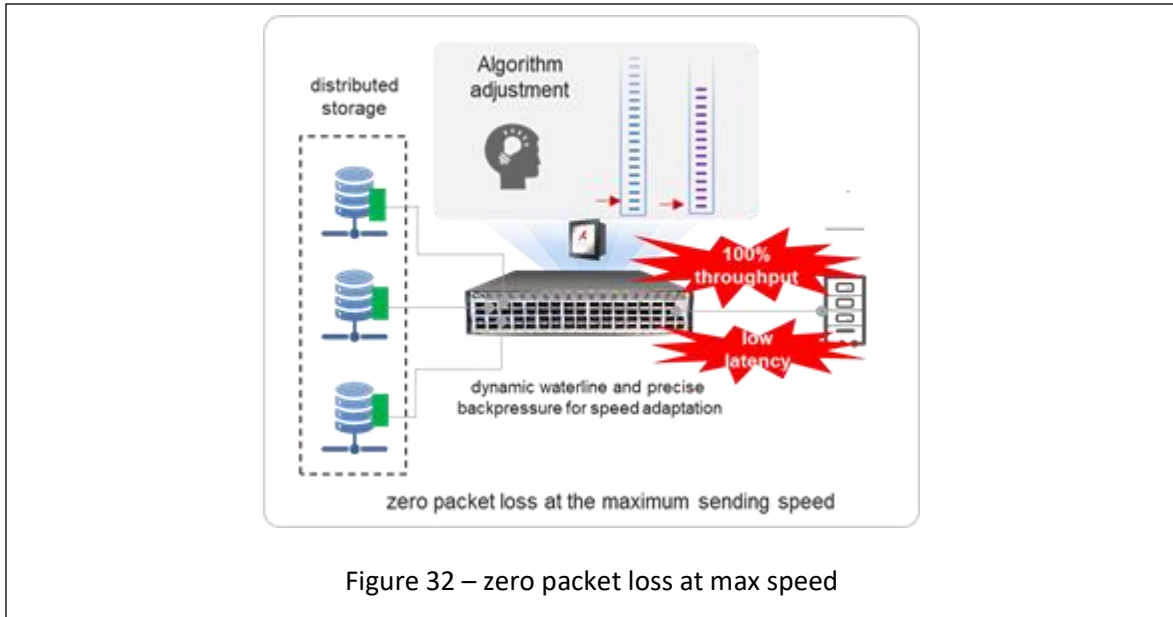 Algorithm
adjustment
distributed
storage
100%
throughput
low
latency
dynamic waterline and precise
backpressure for speed adaptation
zero packet loss at the maximum sending speed
Figure 32 – zero packet loss at max speed